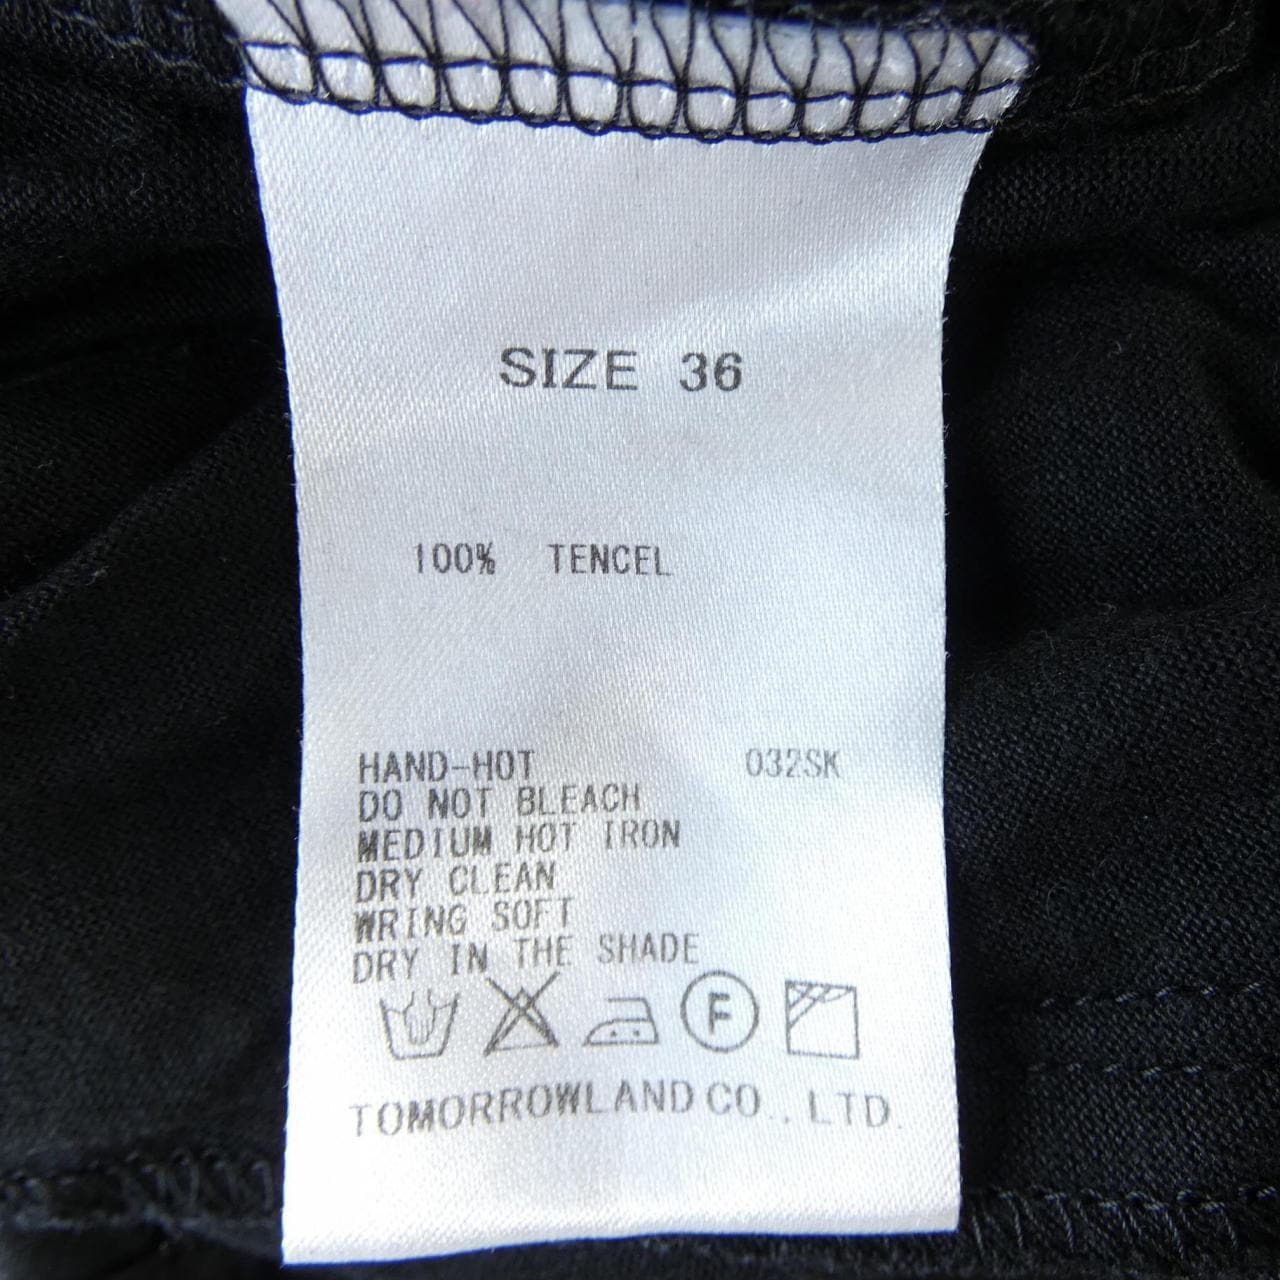 SIZE 36
100% TENCEL
HAND-HOT 032SK
DO NOT BLEACH
MEDIUM HOT IRON
DRY CLEAN
WRING SOFT
DRY IN THE SHADE
F
TOMORROWLAND CO., LTD.